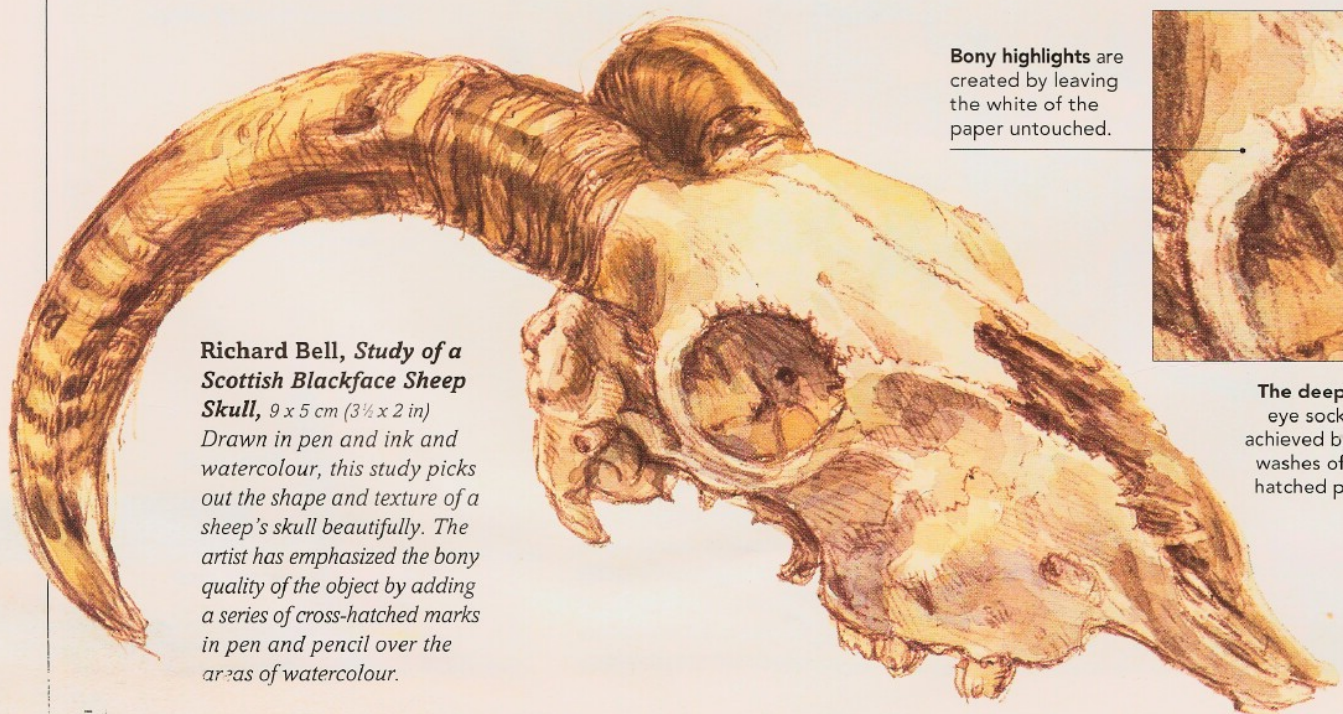 Bony highlights are
created by leaving
the white of the
paper untouched.
Richard Bell, Study of a
Scottish Blackface Sheep
Skull, 9 x 5 cm (3½ x 2 in)
Drawn in pen and ink and
watercolour, this study picks
out the shape and texture of a
sheep's skull beautifully. The
artist has emphasized the bony
quality of the object by adding
a series of cross-hatched marks
in pen and pencil over the
areas of watercolour.
The deep
eye sock
achieved b
washes of
hatched p